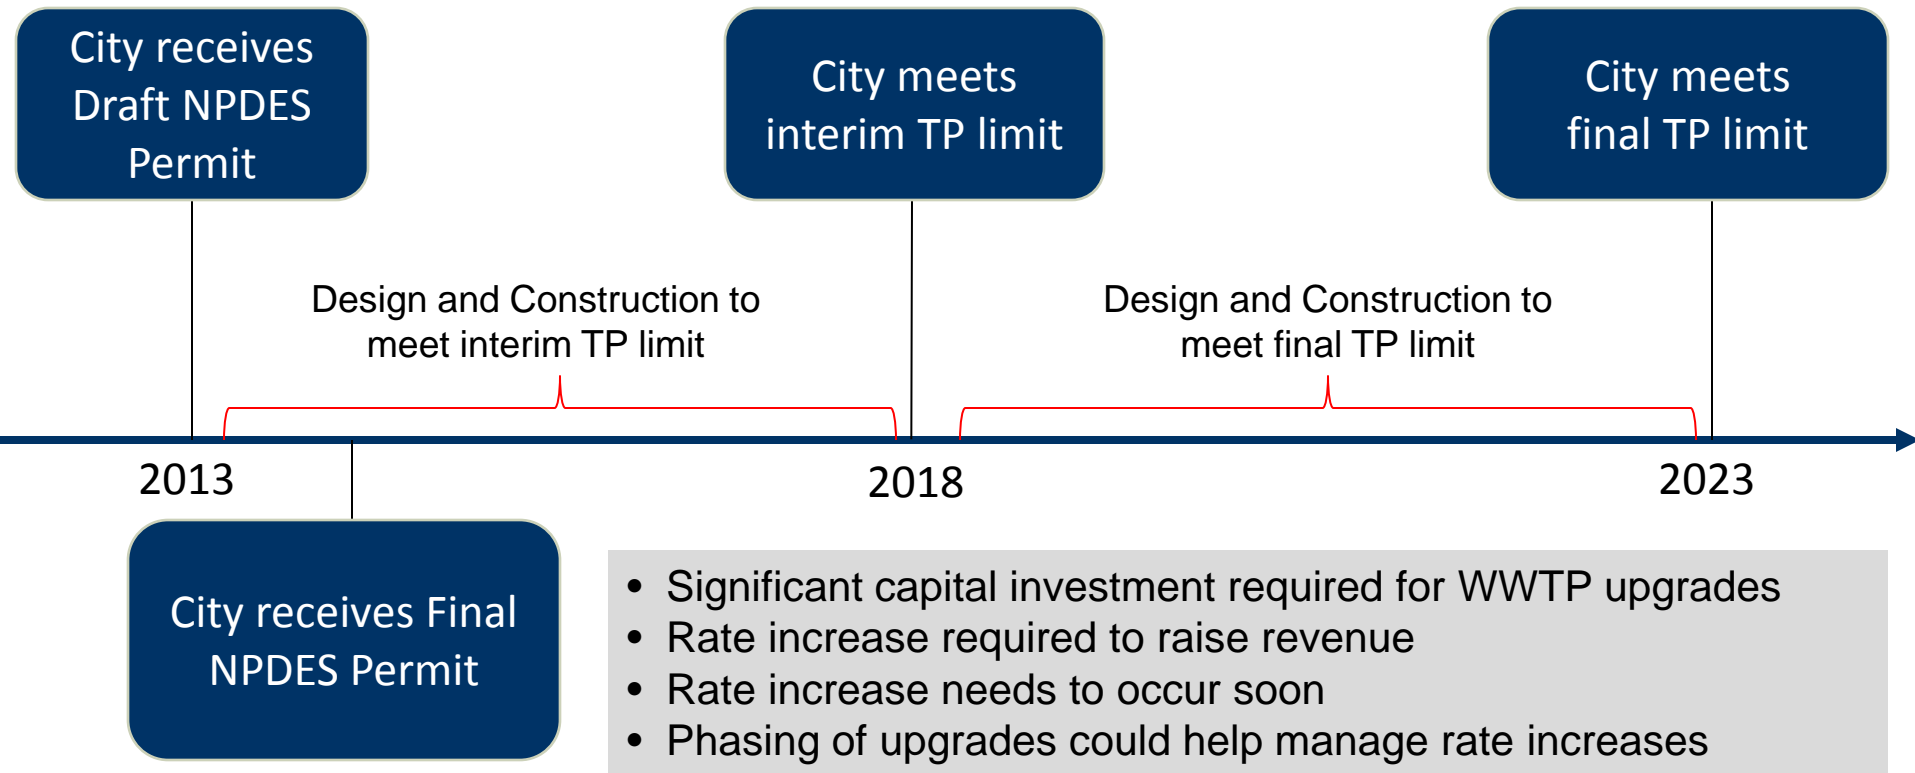 City receives
Draft NPDES
Permit
City meets
interim TP limit
City meets
final TP limit
Design and Construction to
meet interim TP limit
Design and Construction to
meet final TP limit
2013
2018
2023
City receives Final
NPDES Permit
• Significant capital investment required for WWTP upgrades
• Rate increase required to raise revenue
• Rate increase needs to occur soon
• Phasing of upgrades could help manage rate increases